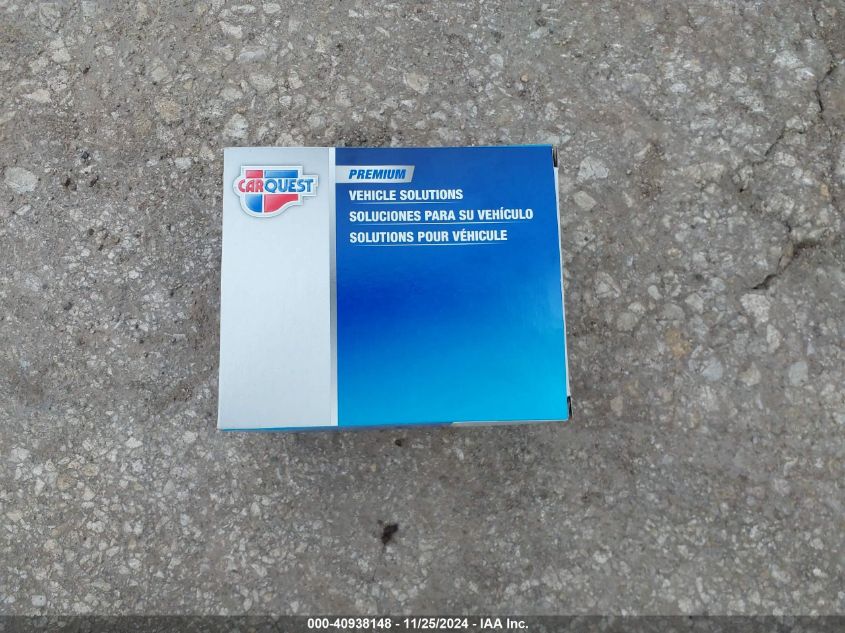 CARQUEST
PREMIUM
VEHICLE SOLUTIONS
SOLUCIONES PARA SU VEHÍCULO
SOLUTIONS POUR VÉHICULE
000-40938148 - 11/25/2024 - IAA Inc.